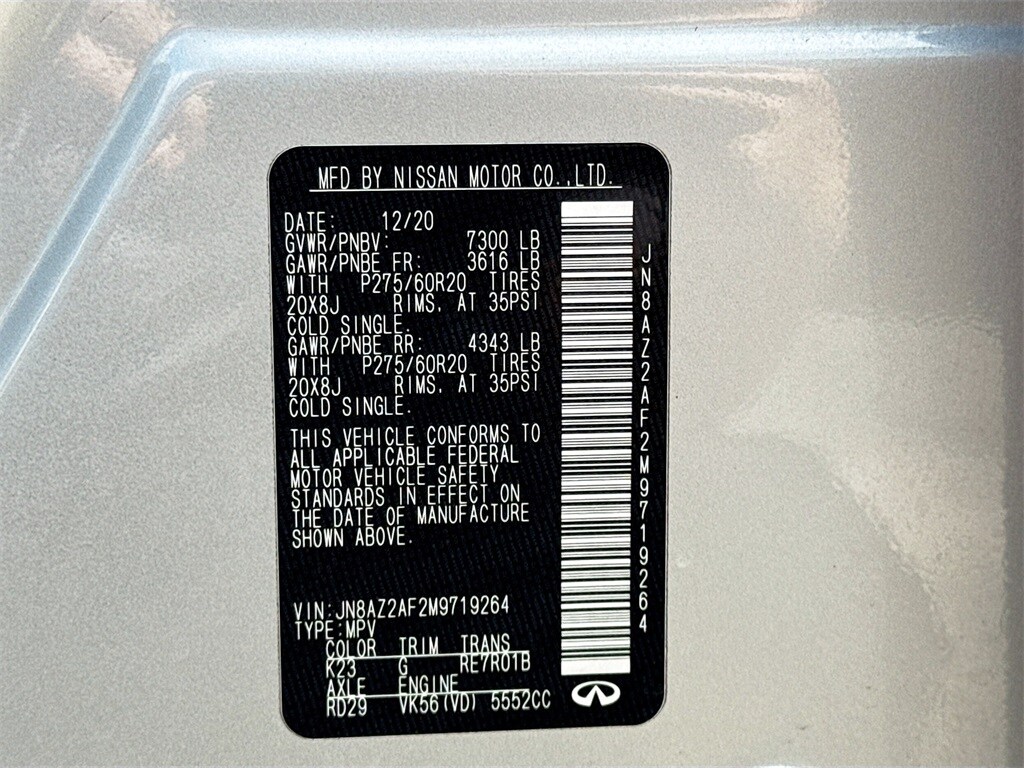 MFD BY NISSAN MOTOR CO.,LTD.
DATE: 12/20
GVWR/PNBV: 7300 LB
GAWR/PNBE FR: 3616 LB
WITH P275/60R20 TIRES
20X8J RIMS, AT 35PSI
COLD SINGLE.
GAWR/PNBE RR: 4343 LB
WITH P275/60R20 TIRES
20X8J RIMS, AT 35PSI
COLD SINGLE.
THIS VEHICLE CONFORMS TO
ALL APPLICABLE FEDERAL
MOTOR VEHICLE SAFETY
STANDARDS IN EFFECT ON
THE DATE OF MANUFACTURE
SHOWN ABOVE.
VIN:JN8AZ2AF2M9719264
TYPE:MPV
COLOR TRIM TRANS
K23 G RE7R01B
AXLE ENGINE
RD29 VK56(VD) 5552CC
JN8AZ2AF2M9719264